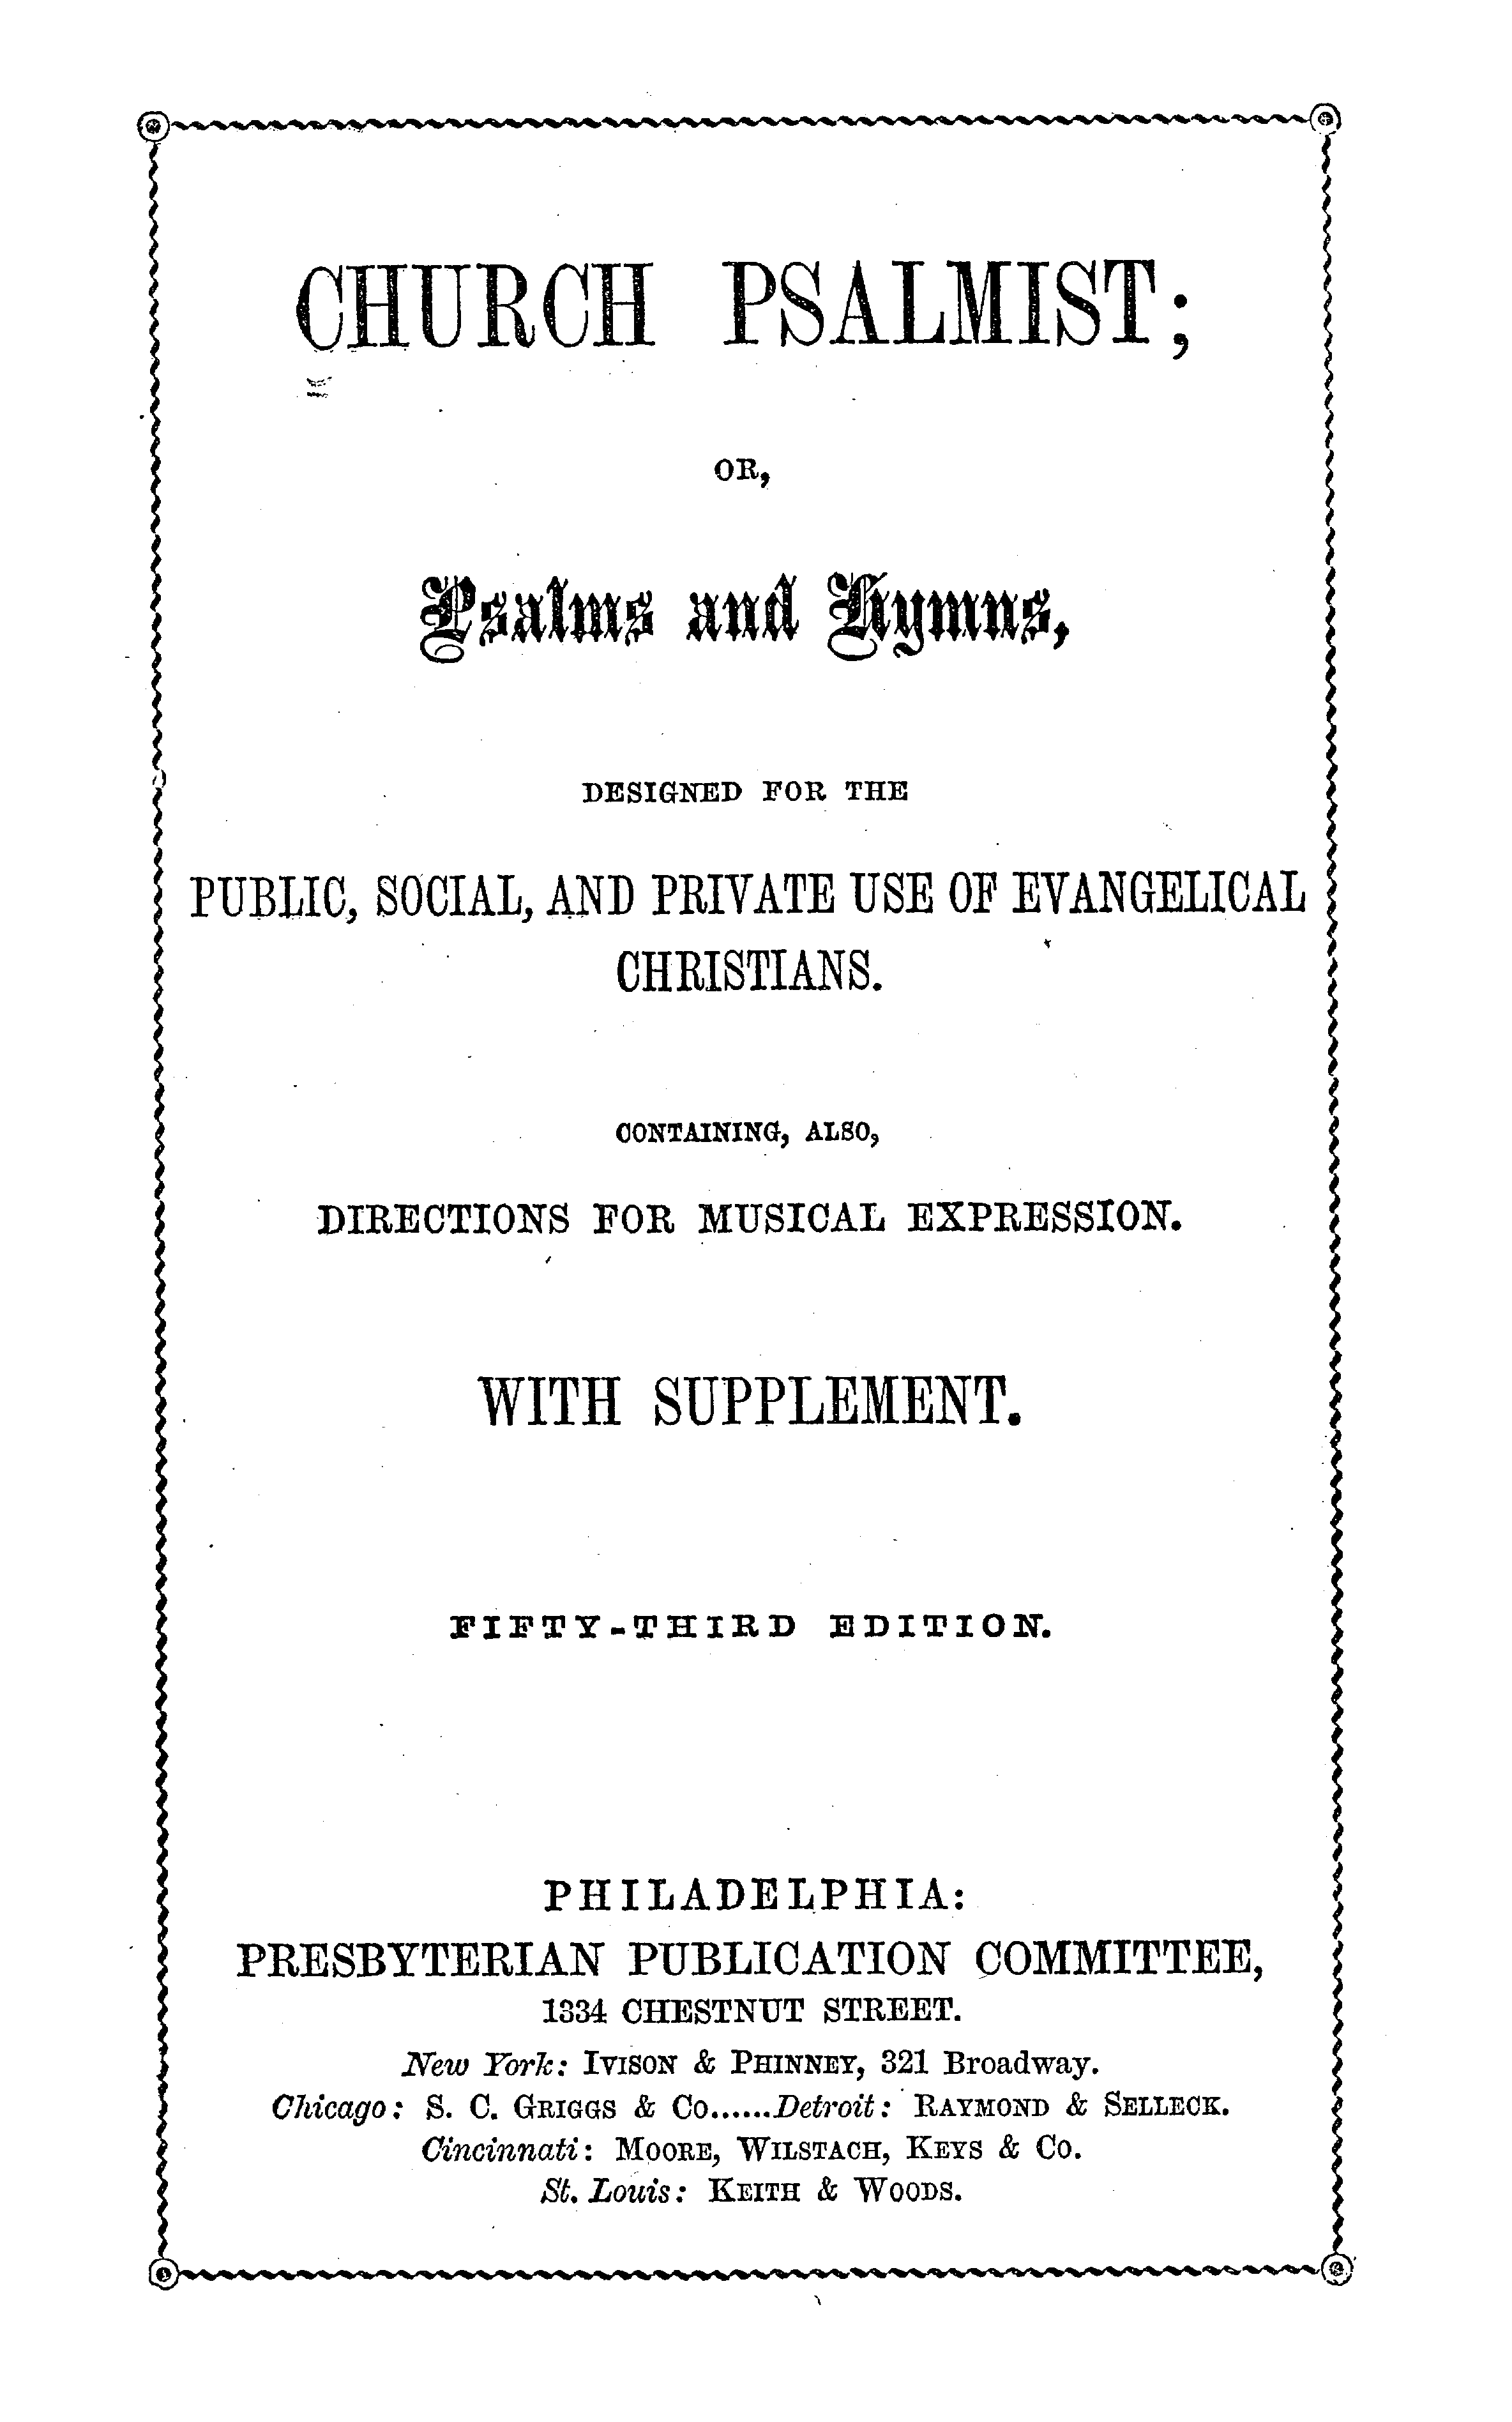 CHURCH PSALMIST;
OR,
Psalms and Hymns,
DESIGNED FOR THE
PUBLIC, SOCIAL, AND PRIVATE USE OF EVANGELICAL
CHRISTIANS.
CONTAINING, ALSO,
DIRECTIONS FOR MUSICAL EXPRESSION.
WITH SUPPLEMENT.
FIFTY-THIRD EDITION.
PHILADELPHIA:
PRESBYTERIAN PUBLICATION COMMITTEE,
1334 CHESTNUT STREET.
New York: IVISON & PHINNEY, 321 Broadway.
Chicago: S. C. GRIGGS & CO......Detroit: RAYMOND & SELLECK.
Cincinnati: MOORE, WILSTACH, KEYS & CO.
St. Louis: KEITH & WOODS.